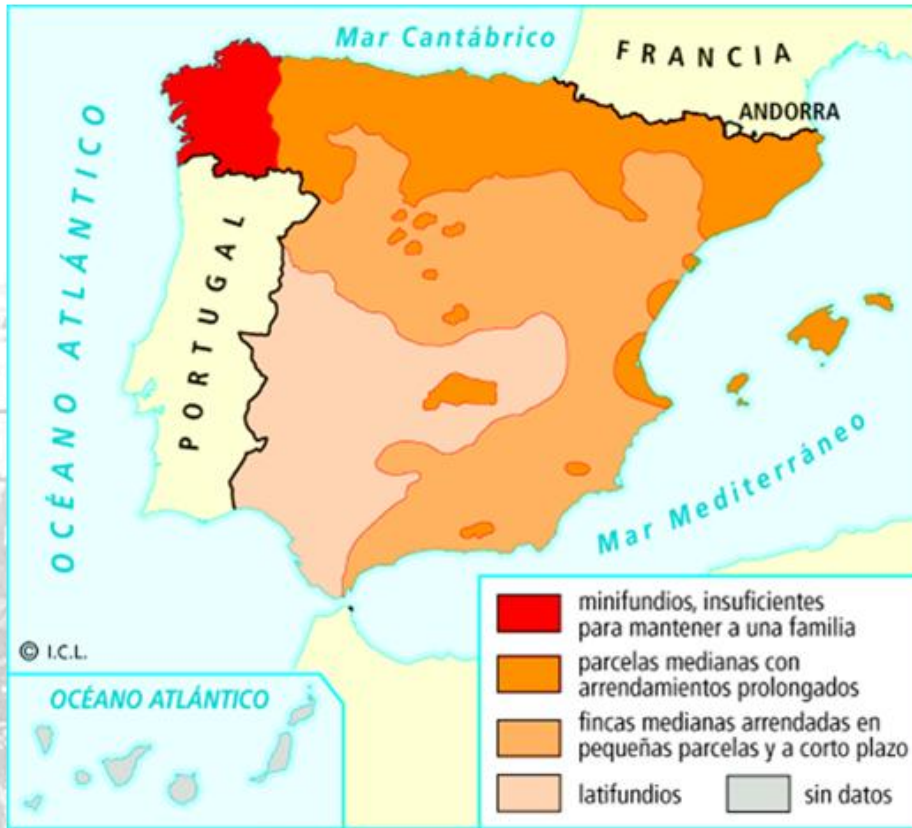 Mar Cantábrico
FRANCIA
ANDORRA
OCÉANO ATLÁNTICO
PORTUGAL
Mar Mediterráneo
© I.C.L.
OCÉANO ATLÁNTICO
minifundios, insuficientes
para mantener a una familia
parcelas medianas con
arrendamientos prolongados
fincas medianas arrendadas en
pequeñas parcelas y a corto plazo
latifundios
sin datos